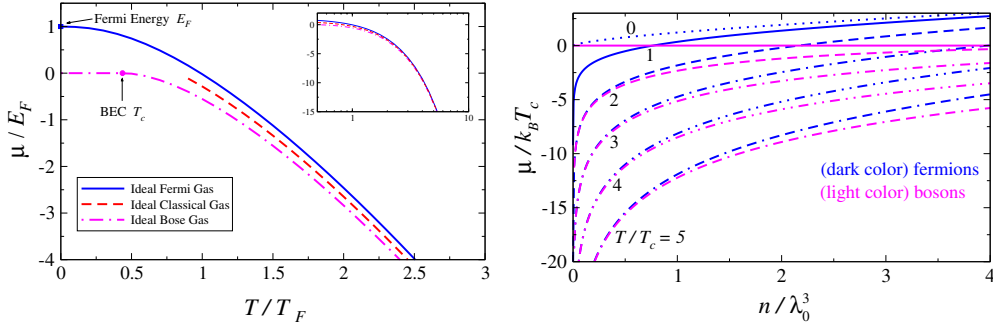 Fermi Energy E_F
BEC T_c
Ideal Fermi Gas
Ideal Classical Gas
Ideal Bose Gas
μ / E_F
1
0
-1
-2
-3
-4
0
0.5
1
1.5
2
2.5
3
T / T_F
0
-5
-10
-15
1
10
μ / k_B T_c
5
0
-5
-10
-15
-20
0
1
2
3
4
n / λ_0^3
0
1
2
3
4
T / T_c = 5
(dark color) fermions
(light color) bosons